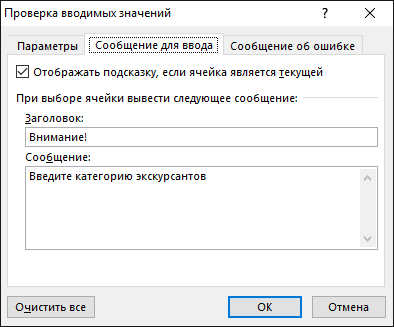 Проверка вводимых значений ? ×
Параметры Сообщение для ввода Сообщение об ошибке
Отображать подсказку, если ячейка является текущей
При выборе ячейки вывести следующее сообщение:
Заголовок:
Внимание!
Сообщение:
Введите категорию экскурсантов
Очистить все ОК Отмена